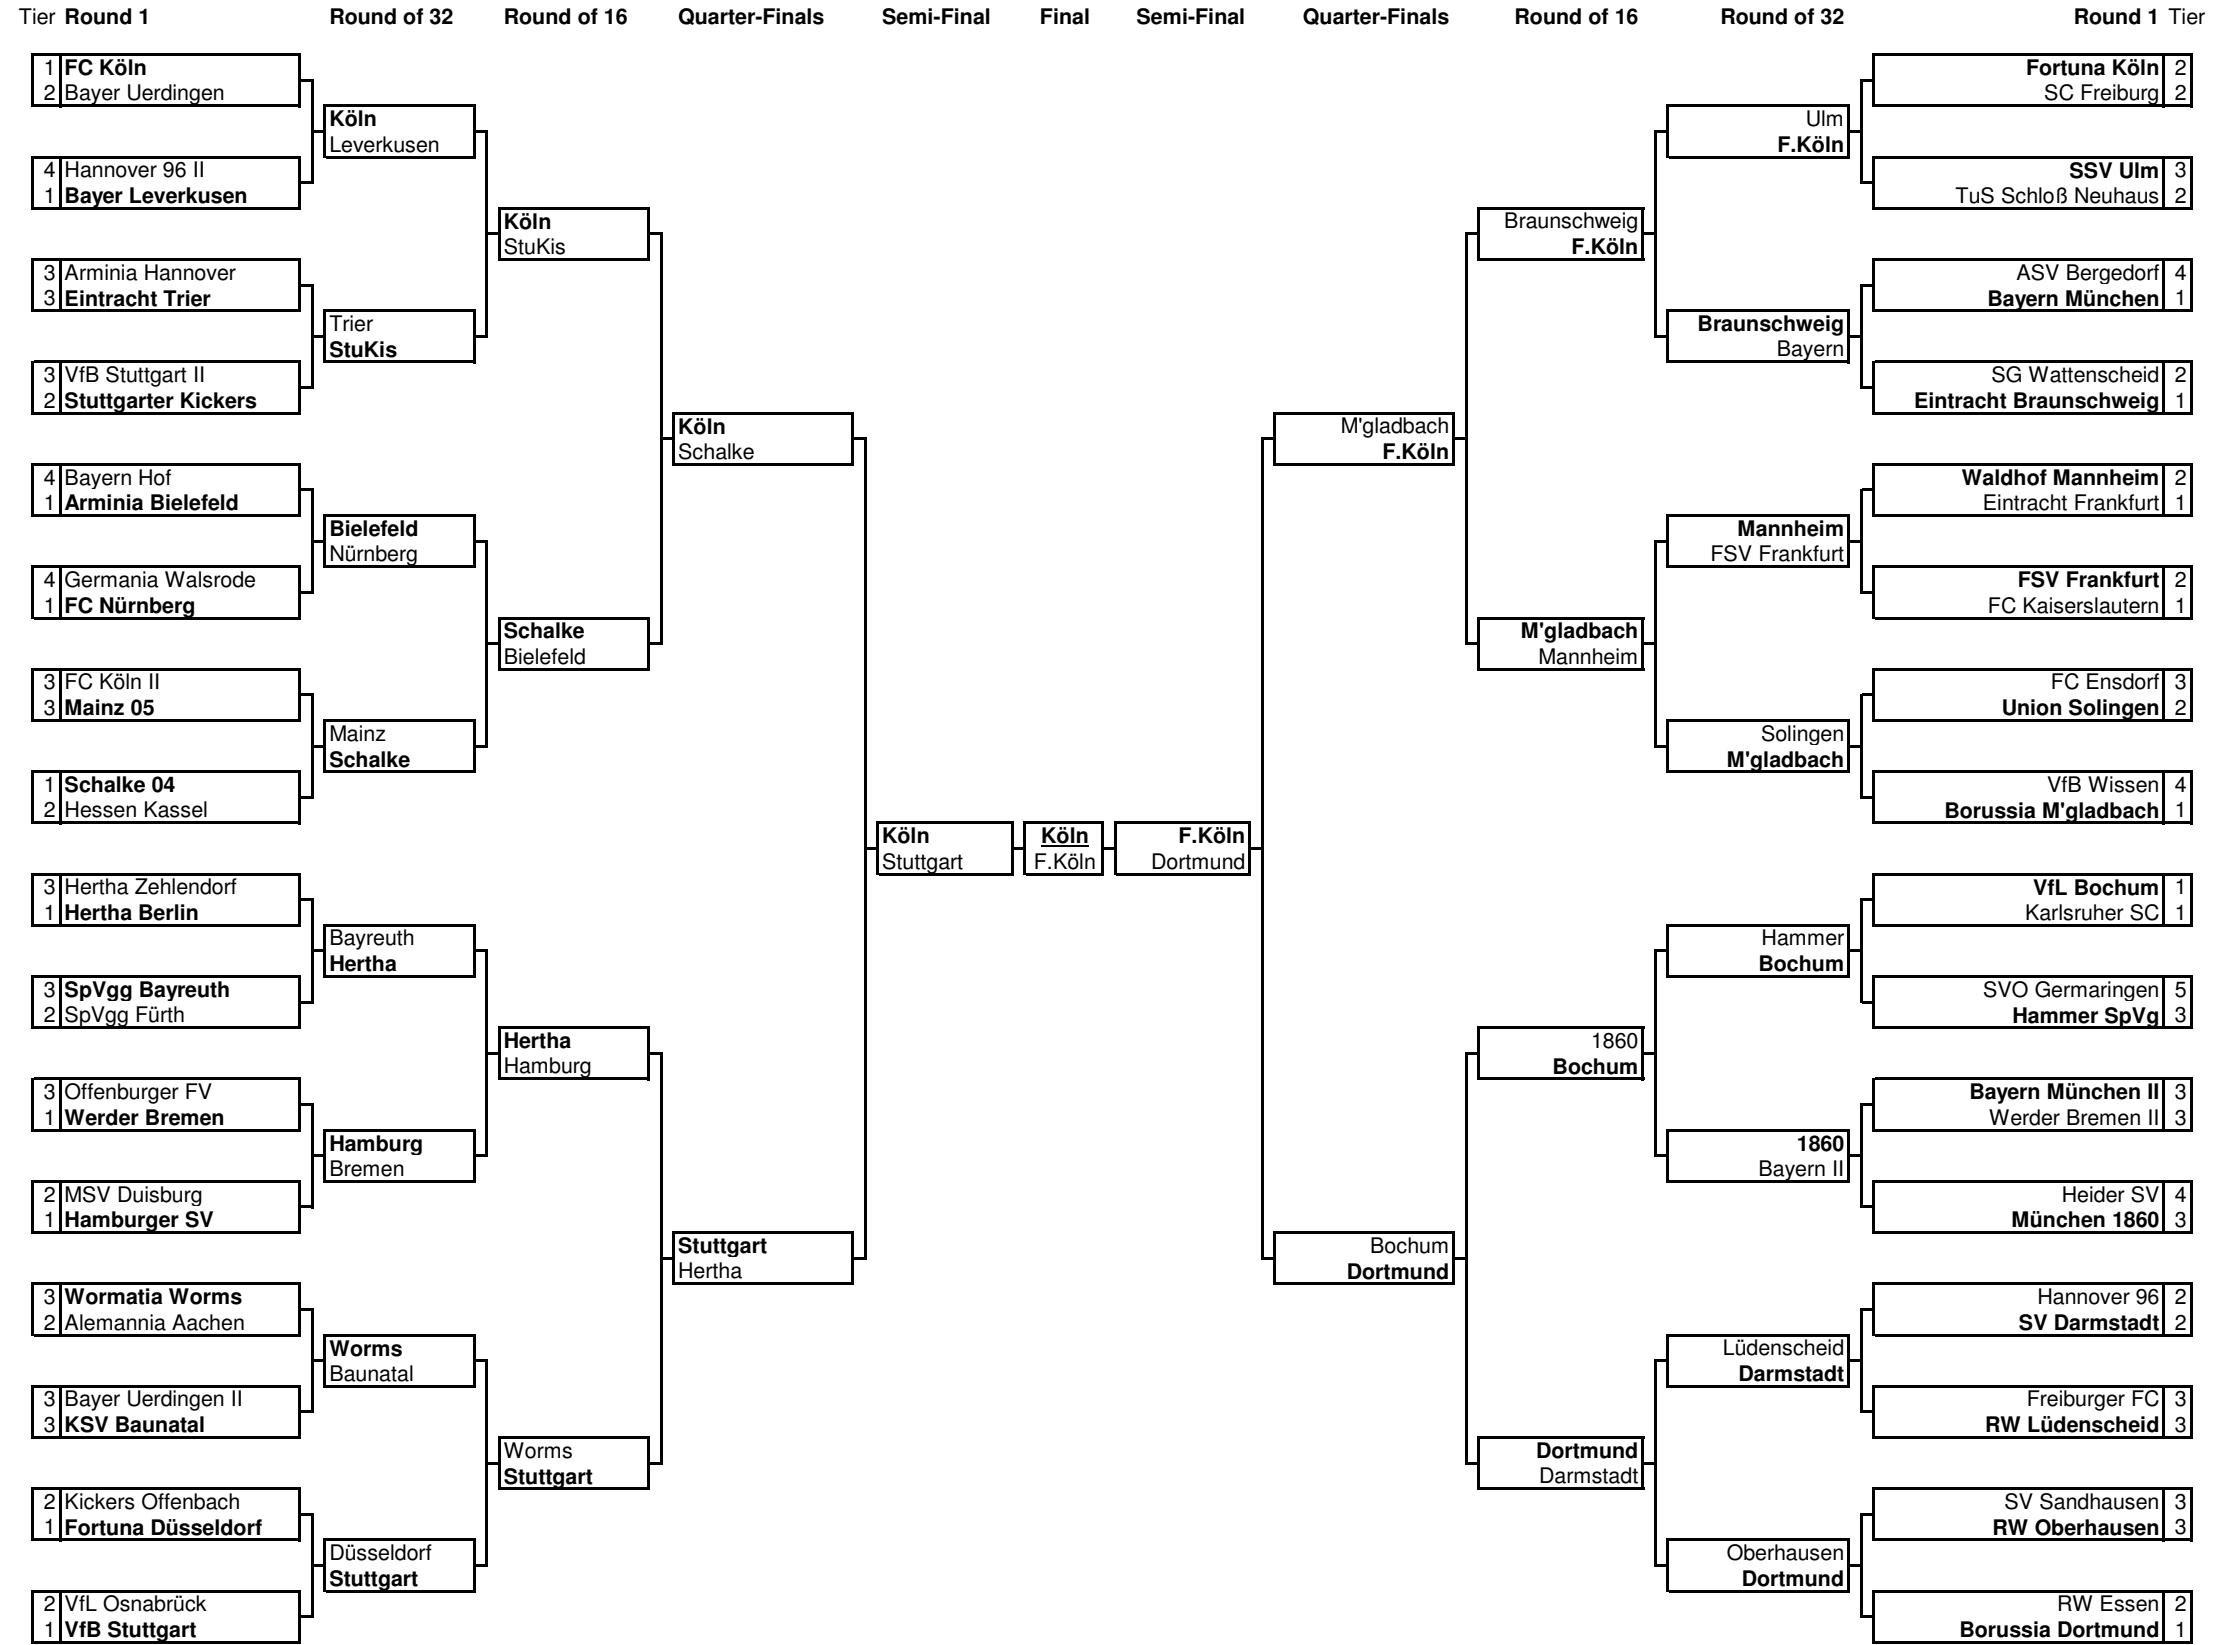 Tier Round 1 Round of 32 Round of 16 Quarter-Finals Semi-Final Final Semi-Final Quarter-Finals Round of 16 Round of 32 Round 1 Tier
1 FC Köln
2 Bayer Uerdingen
4 Hannover 96 II
1 Bayer Leverkusen
3 Arminia Hannover
3 Eintracht Trier
3 VfB Stuttgart II
2 Stuttgarter Kickers
4 Bayern Hof
1 Arminia Bielefeld
4 Germania Walsrode
1 FC Nürnberg
3 FC Köln II
3 Mainz 05
1 Schalke 04
2 Hessen Kassel
3 Hertha Zehlendorf
1 Hertha Berlin
3 SpVgg Bayreuth
2 SpVgg Fürth
3 Offenburger FV
1 Werder Bremen
2 MSV Duisburg
1 Hamburger SV
3 Wormatia Worms
2 Alemannia Aachen
3 Bayer Uerdingen II
3 KSV Baunatal
2 Kickers Offenbach
1 Fortuna Düsseldorf
2 VfL Osnabrück
1 VfB Stuttgart
Köln
Leverkusen
Trier
StuKis
Bielefeld
Nürnberg
Mainz
Schalke
Bayreuth
Hertha
Hamburg
Bremen
Worms
Baunatal
Düsseldorf
Stuttgart
Köln
StuKis
Schalke
Bielefeld
Hertha
Hamburg
Worms
Stuttgart
Köln
Schalke
Stuttgart
Hertha
Köln
Stuttgart
Köln
F.Köln
F.Köln
Dortmund
M'gladbach
F.Köln
Bochum
Dortmund
Braunschweig
F.Köln
M'gladbach
Mannheim
1860
Bochum
Dortmund
Darmstadt
Ulm
F.Köln
Braunschweig
Bayern
Mannheim
FSV Frankfurt
Solingen
M'gladbach
Hammer
Bochum
1860
Bayern II
Lüdenscheid
Darmstadt
Oberhausen
Dortmund
Fortuna Köln 2
SC Freiburg 2
SSV Ulm 3
TuS Schloß Neuhaus 2
ASV Bergedorf 4
Bayern München 1
SG Wattenscheid 2
Eintracht Braunschweig 1
Waldhof Mannheim 2
Eintracht Frankfurt 1
FSV Frankfurt 2
FC Kaiserslautern 1
FC Ensdorf 3
Union Solingen 2
VfB Wissen 4
Borussia M'gladbach 1
VfL Bochum 1
Karlsruher SC 1
SVO Germaringen 5
Hammer SpVg 3
Bayern München II 3
Werder Bremen II 3
Heider SV 4
München 1860 3
Hannover 96 2
SV Darmstadt 2
Freiburger FC 3
RW Lüdenscheid 3
SV Sandhausen 3
RW Oberhausen 3
RW Essen 2
Borussia Dortmund 1